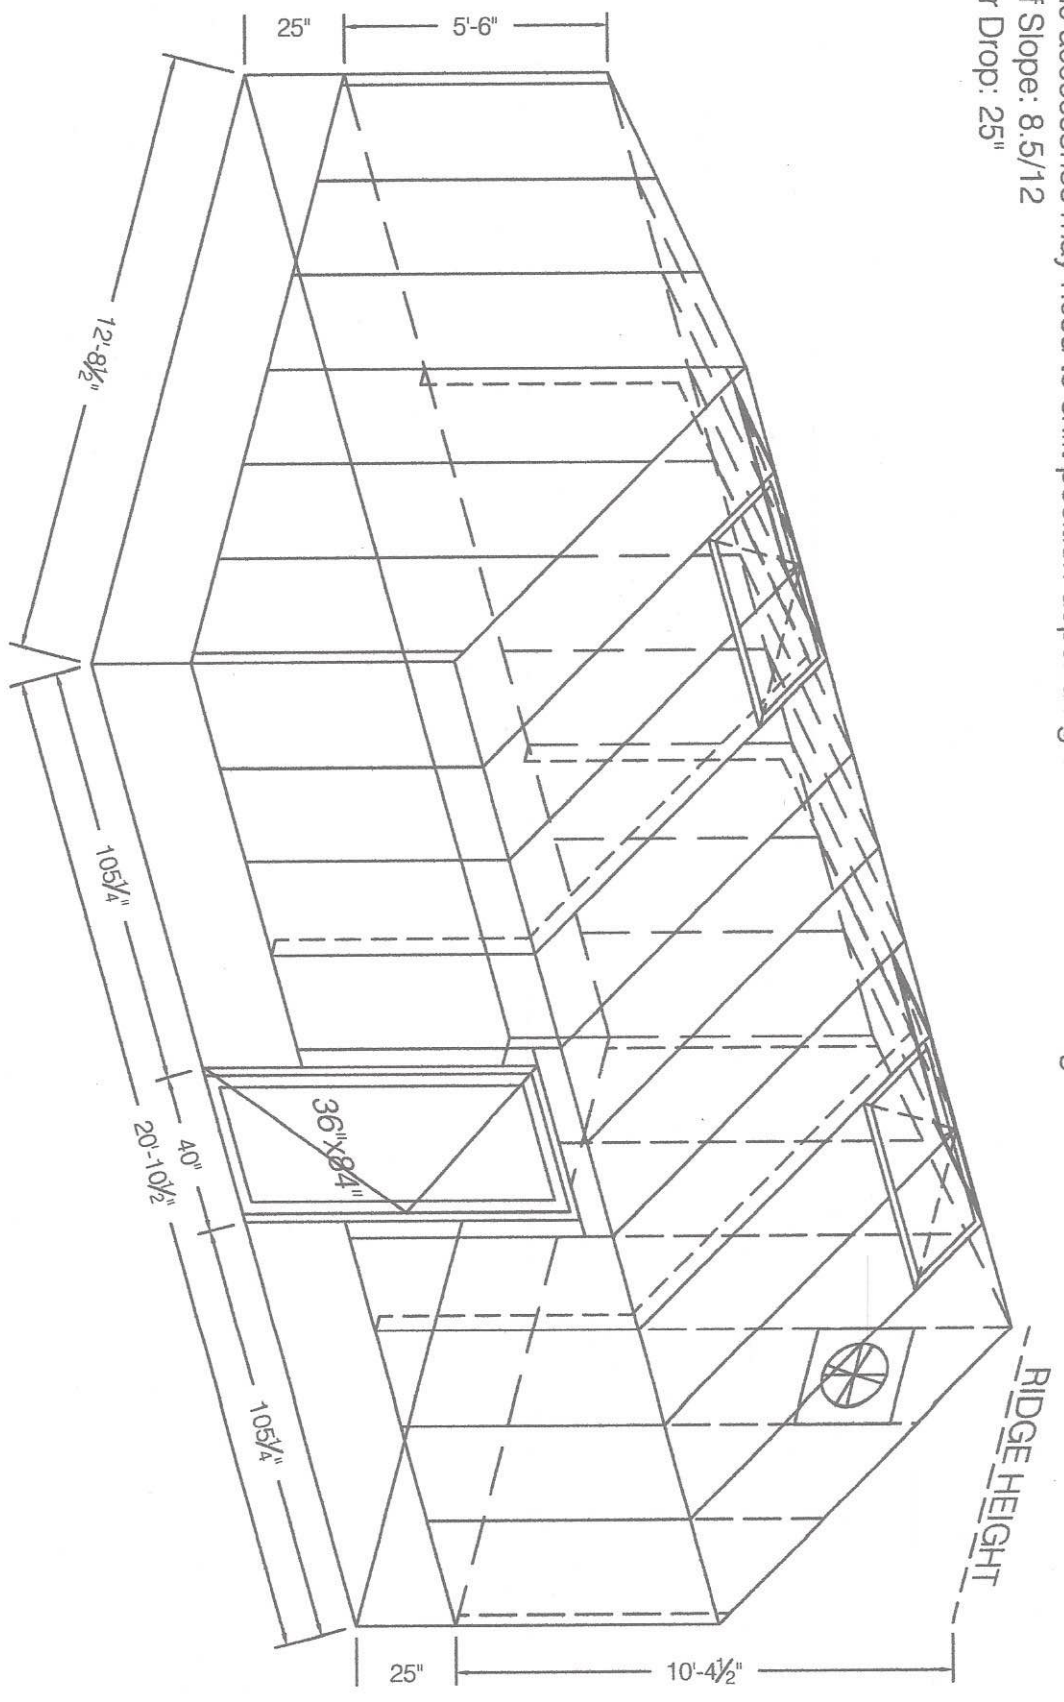 f Slope: 8.5/12
r Drop: 25"
RIDGE HEIGHT
25"
5'-6"
12'-8½"
105¼"
40"
20'-10½"
105¼"
36"x84"
25"
10'-4½"